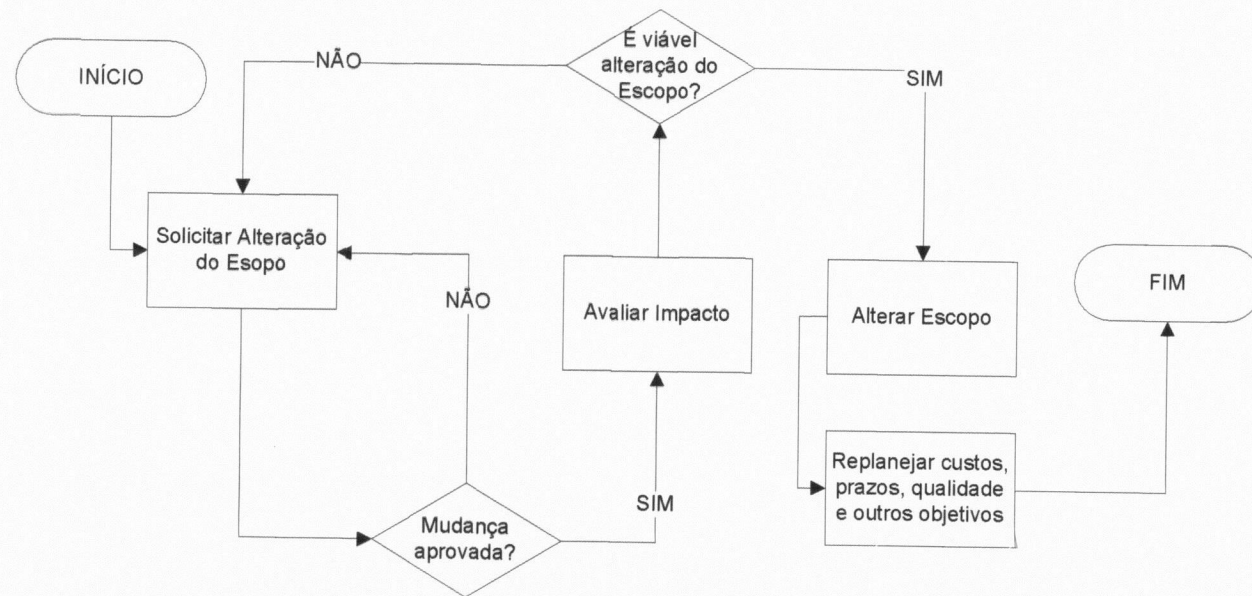 INÍCIO
NÃO
É viável
alteração do
Escopo?
SIM
Solicitar Alteração
do Esopo
NÃO
Avaliar Impacto
Alterar Escopo
FIM
Mudança
aprovada?
SIM
Replanejar custos,
prazos, qualidade
e outros objetivos